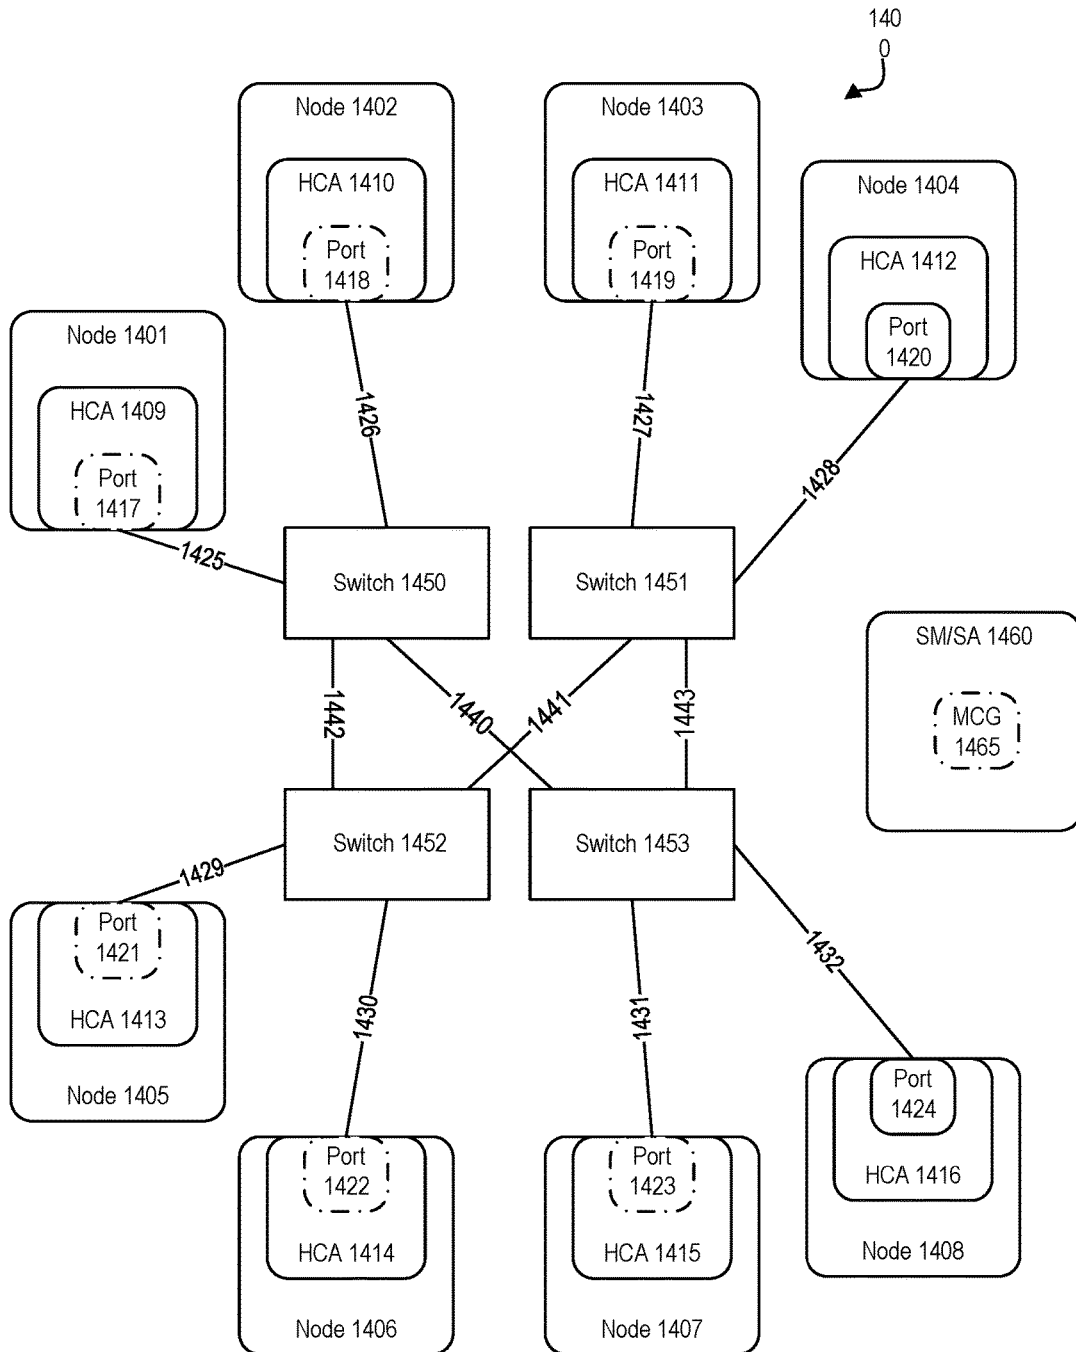 140
0
Node 1402
HCA 1410
Port
1418
Node 1403
HCA 1411
Port
1419
Node 1404
HCA 1412
Port
1420
Node 1401
HCA 1409
Port
1417
1426
1427
1428
1425
Switch 1450
Switch 1451
SM/SA 1460
MCG
1465
1442
1440
1441
1443
Switch 1452
Switch 1453
1429
1430
1431
1432
Port
1421
HCA 1413
Node 1405
Port
1422
HCA 1414
Node 1406
Port
1423
HCA 1415
Node 1407
Port
1424
HCA 1416
Node 1408